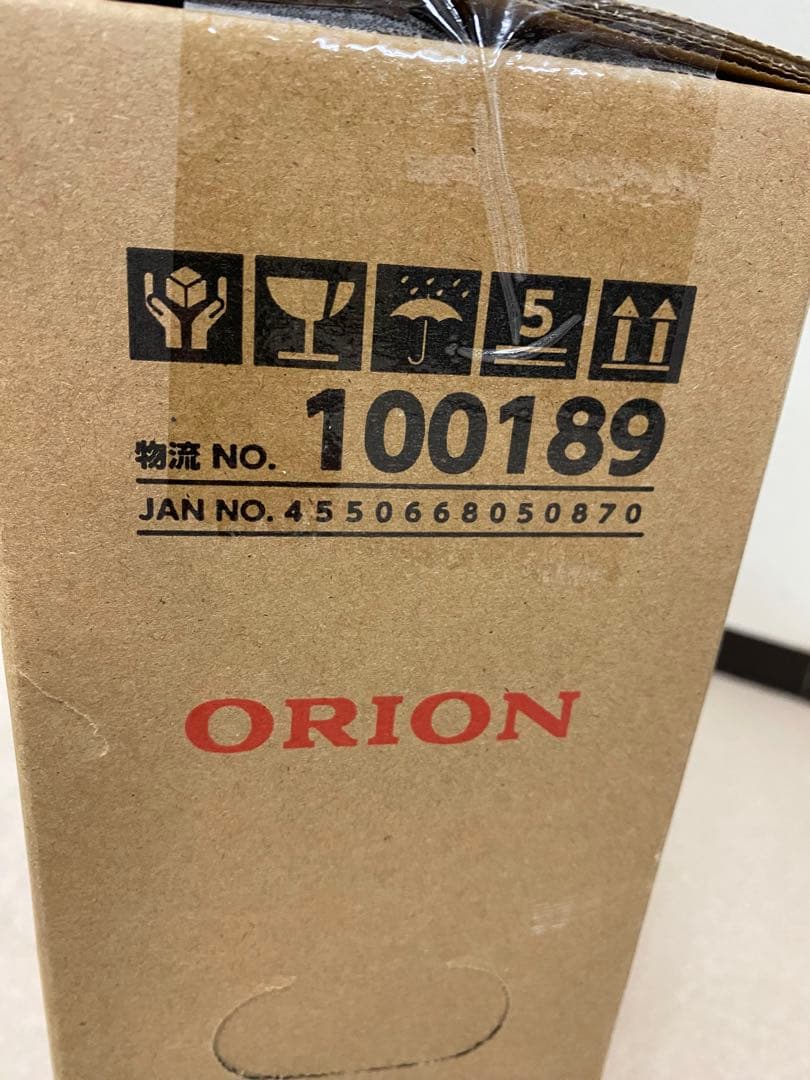 5
物流 NO. 100189
JAN NO. 4550668050870
ORION